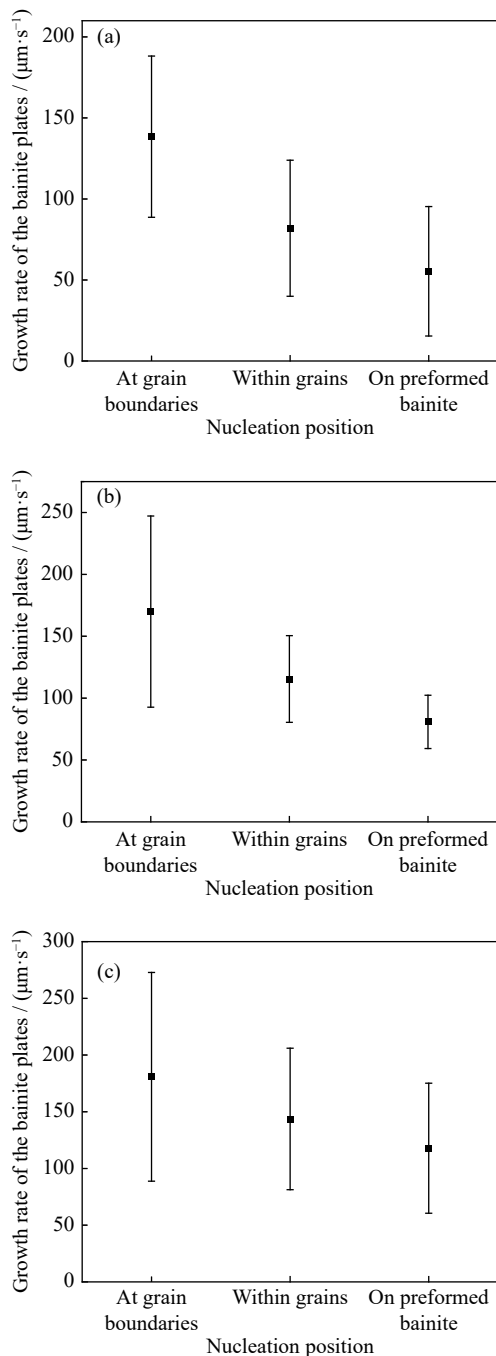 (a)
Growth rate of the bainite plates / (μm·s⁻¹)
200
150
100
50
0
At grain
boundaries
Within grains
On preformed
bainite
Nucleation position
(b)
Growth rate of the bainite plates / (μm·s⁻¹)
250
200
150
100
50
0
At grain
boundaries
Within grains
On preformed
bainite
Nucleation position
(c)
Growth rate of the bainite plates / (μm·s⁻¹)
300
250
200
150
100
50
0
At grain
boundaries
Within grains
On preformed
bainite
Nucleation position